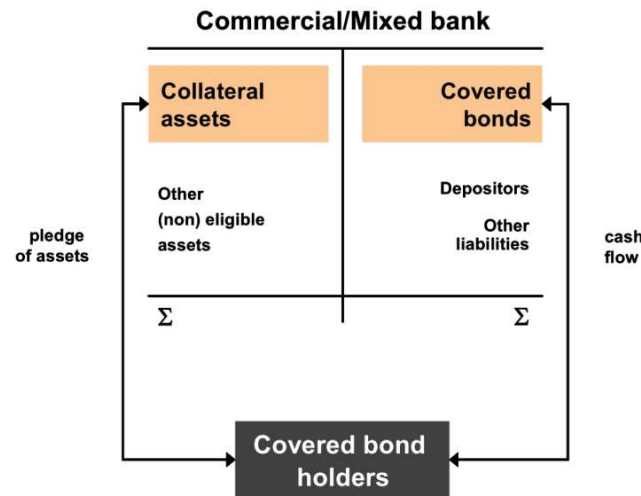 Commercial/Mixed bank
Collateral
assets
Covered
bonds
Other
(non) eligible
assets
Depositors
Other
liabilities
pledge
of assets
cash
flow
Σ
Σ
Covered bond
holders